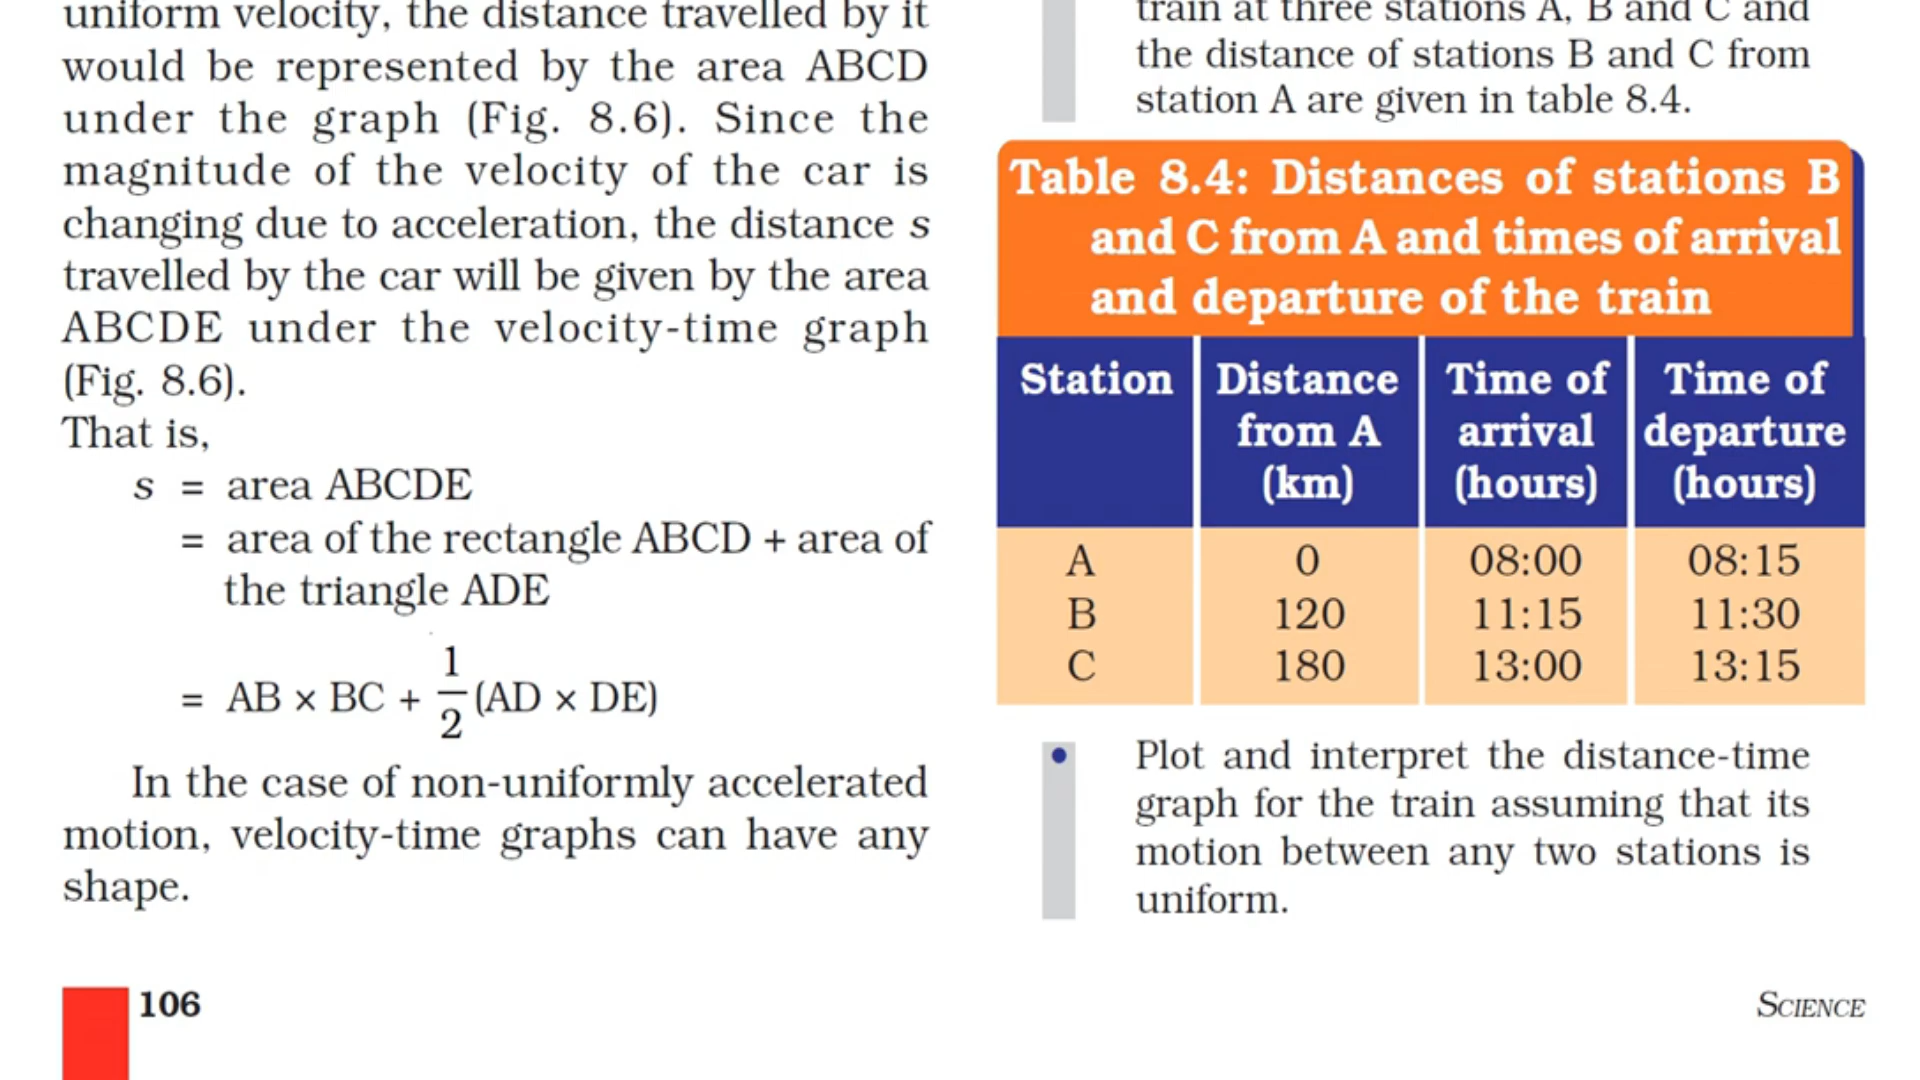 uniform velocity, the distance travelled by it
would be represented by the area ABCD
under the graph (Fig. 8.6). Since the
magnitude of the velocity of the car is
changing due to acceleration, the distance s
travelled by the car will be given by the area
ABCDE under the velocity-time graph
(Fig. 8.6).
That is,
s = area ABCDE
= area of the rectangle ABCD + area of
the triangle ADE
= AB × BC + 1/2 (AD × DE)
In the case of non-uniformly accelerated
motion, velocity-time graphs can have any
shape.
train at three stations A, B and C and
the distance of stations B and C from
station A are given in table 8.4.
Table 8.4: Distances of stations B
and C from A and times of arrival
and departure of the train
Station Distance Time of Time of
from A arrival departure
(km) (hours) (hours)
A 0 08:00 08:15
B 120 11:15 11:30
C 180 13:00 13:15
• Plot and interpret the distance-time
graph for the train assuming that its
motion between any two stations is
uniform.
106
SCIENCE